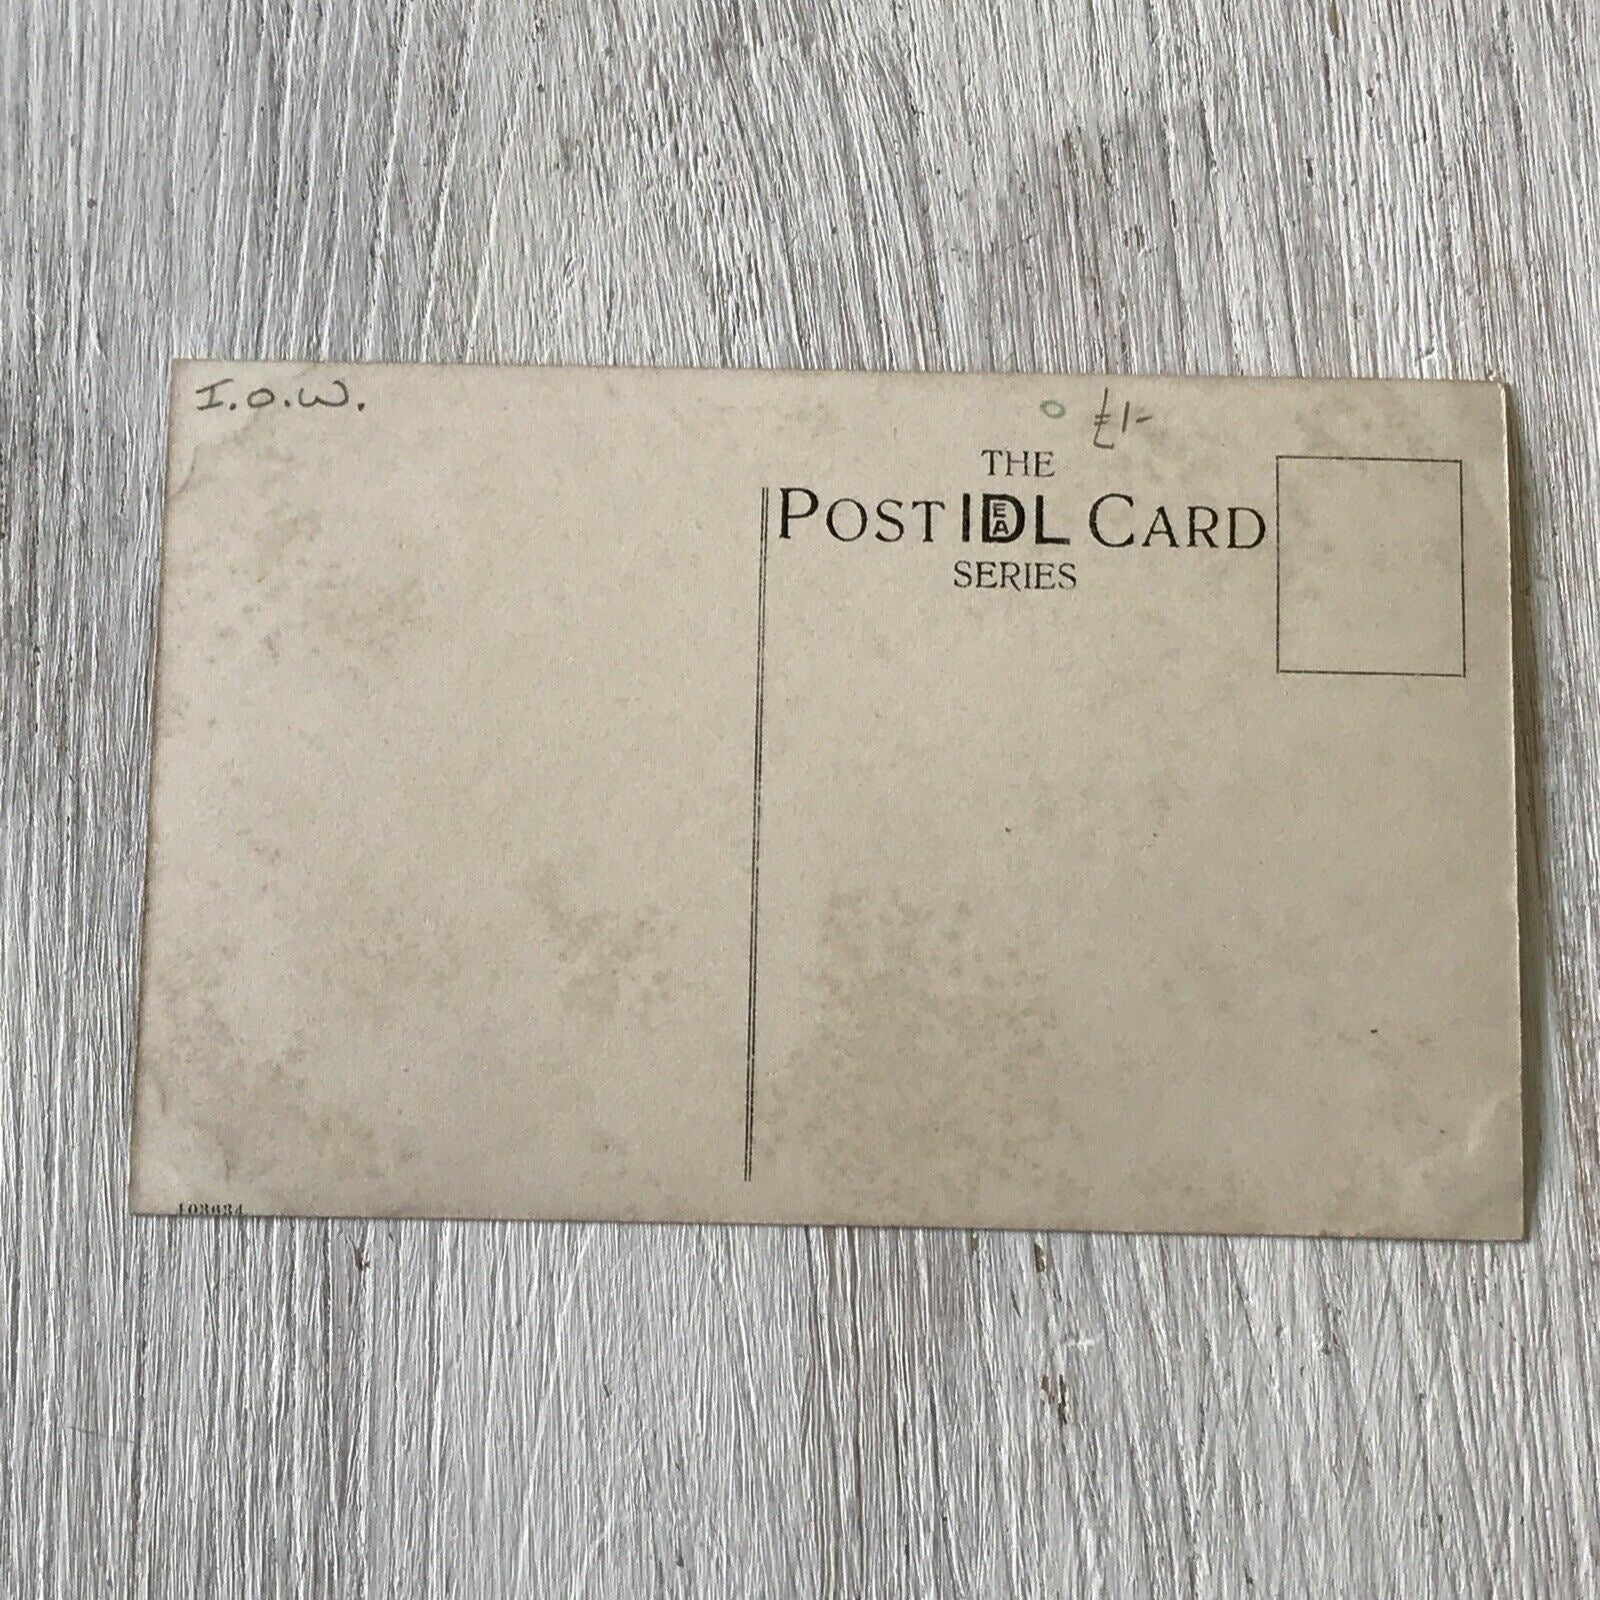 I.O.W.
£1-
THE
POST IDEAL CARD
SERIES
103634